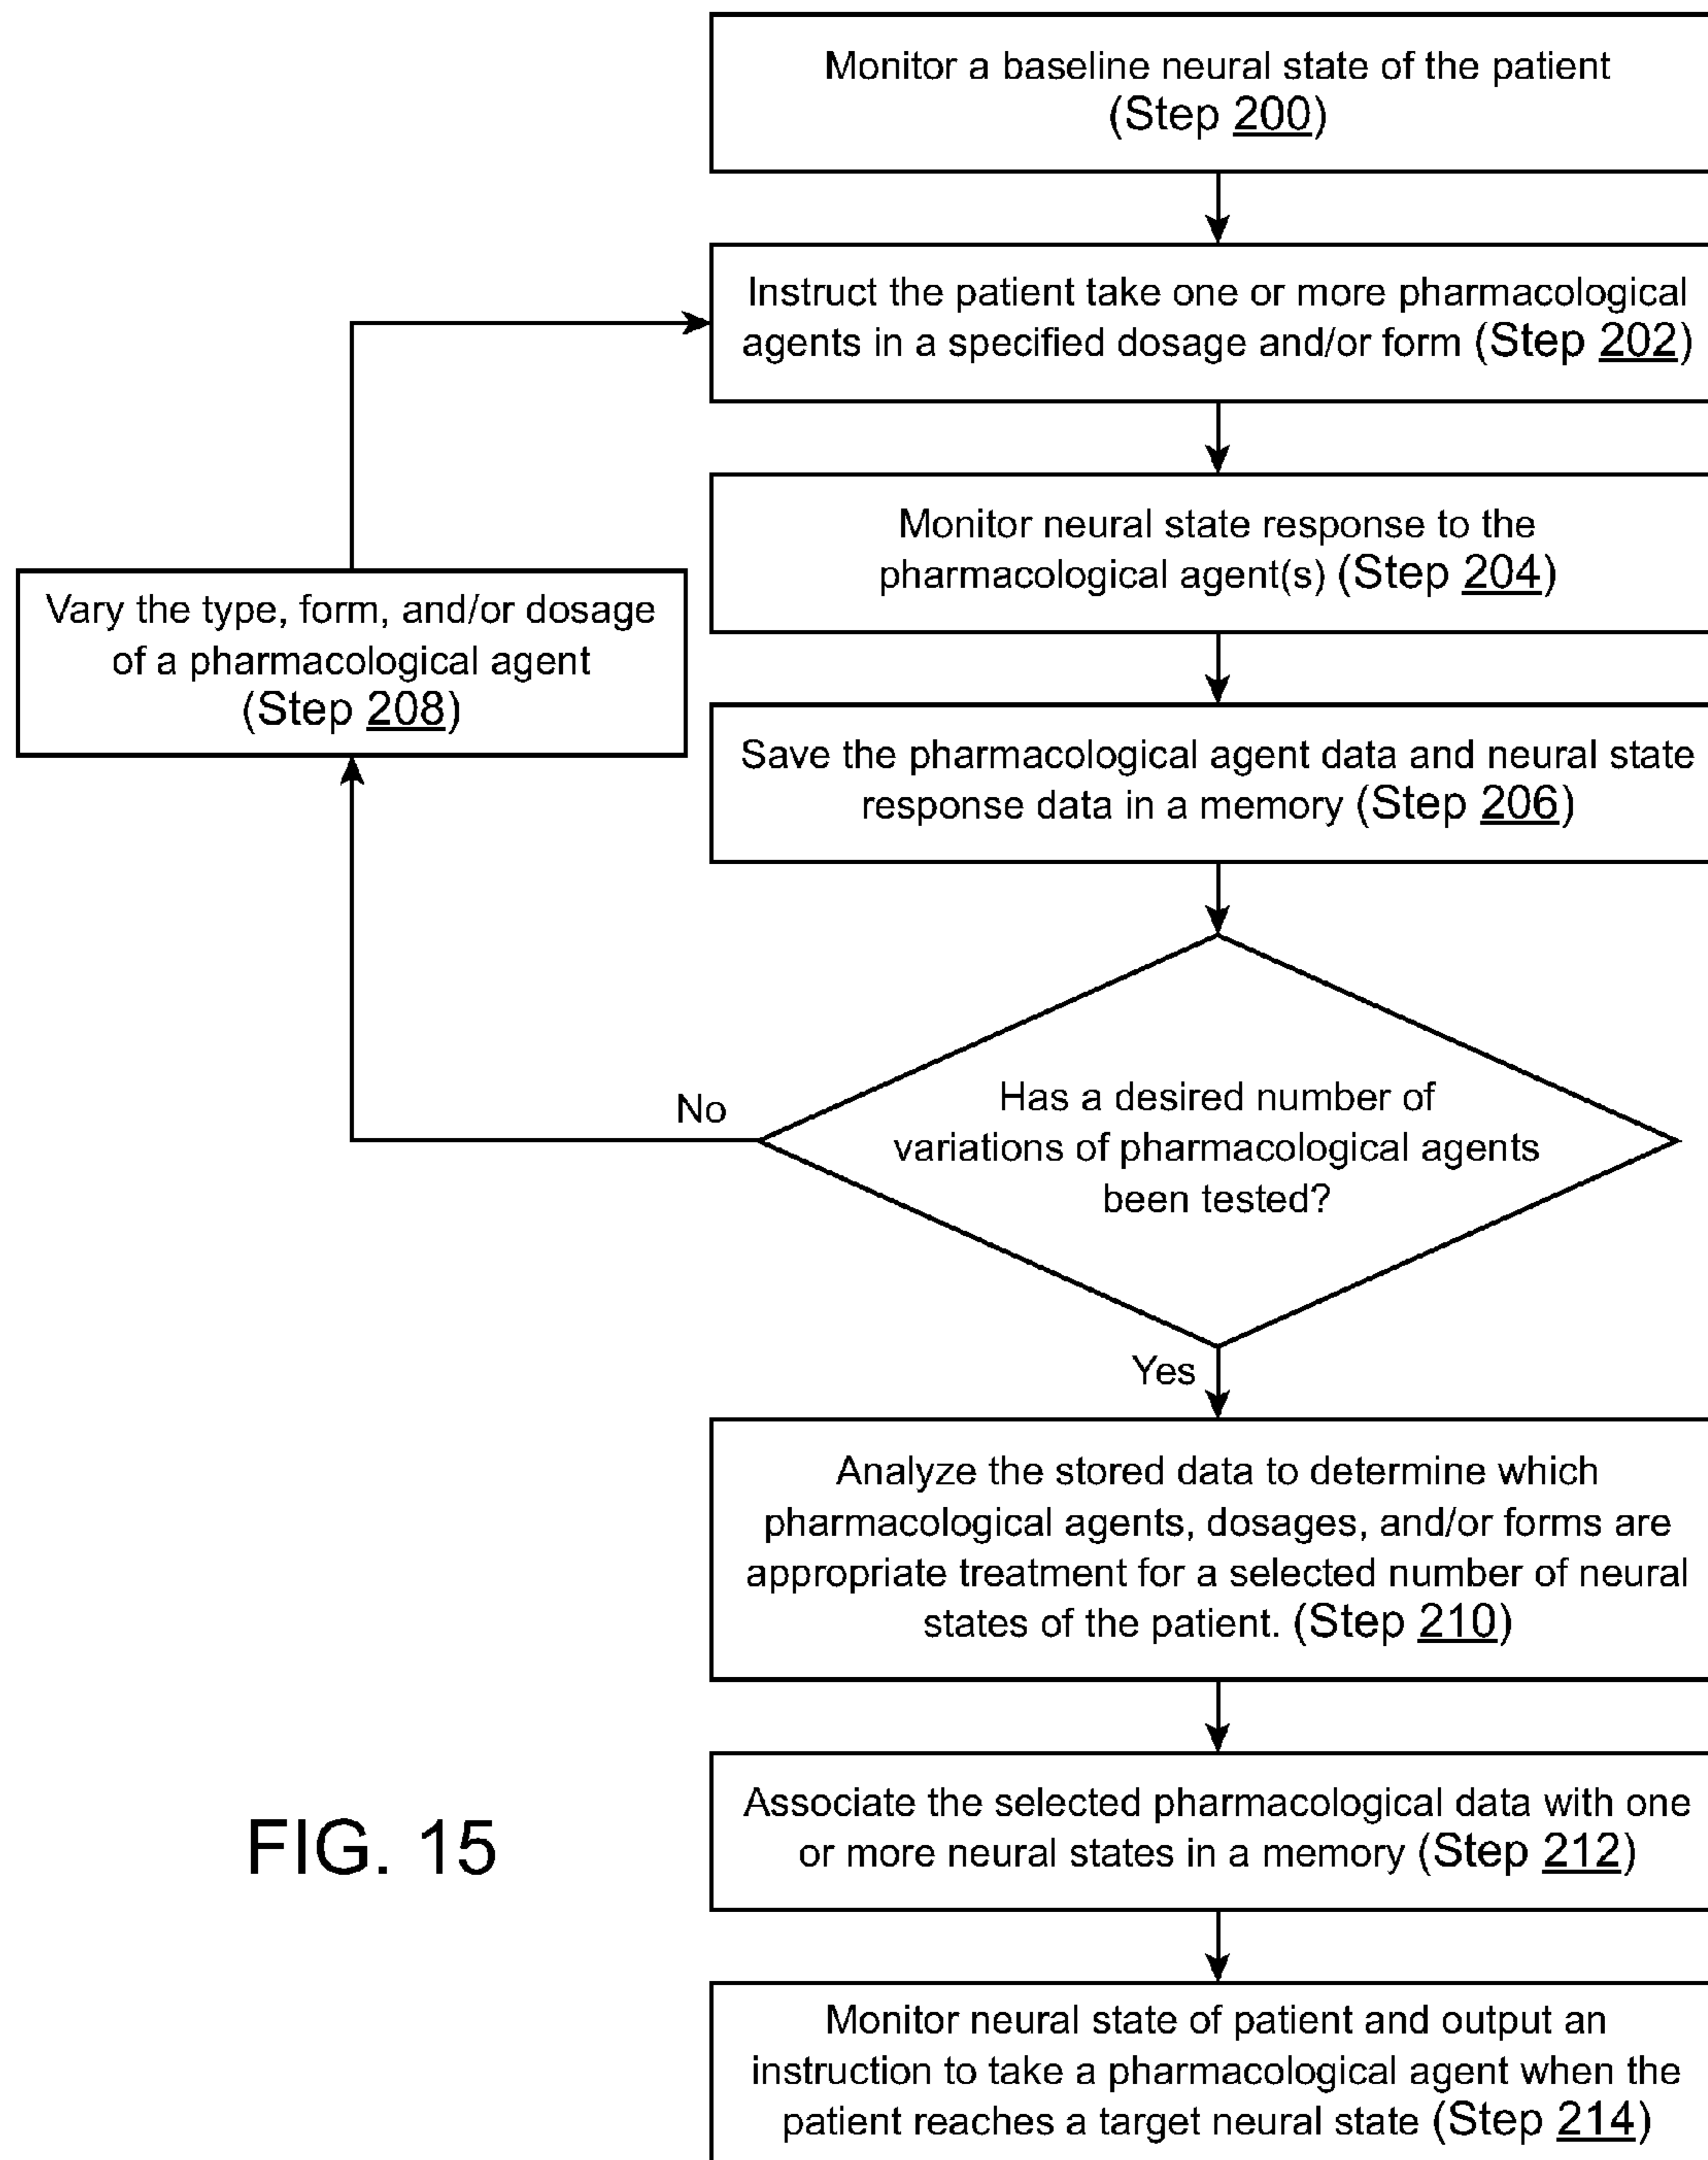 Monitor a baseline neural state of the patient
(Step 200)
Instruct the patient take one or more pharmacological
agents in a specified dosage and/or form (Step 202)
Monitor neural state response to the
pharmacological agent(s) (Step 204)
Vary the type, form, and/or dosage
of a pharmacological agent
(Step 208)
Save the pharmacological agent data and neural state
response data in a memory (Step 206)
Has a desired number of
variations of pharmacological agents
been tested?
No
Yes
Analyze the stored data to determine which
pharmacological agents, dosages, and/or forms are
appropriate treatment for a selected number of neural
states of the patient. (Step 210)
Associate the selected pharmacological data with one
or more neural states in a memory (Step 212)
FIG. 15
Monitor neural state of patient and output an
instruction to take a pharmacological agent when the
patient reaches a target neural state (Step 214)